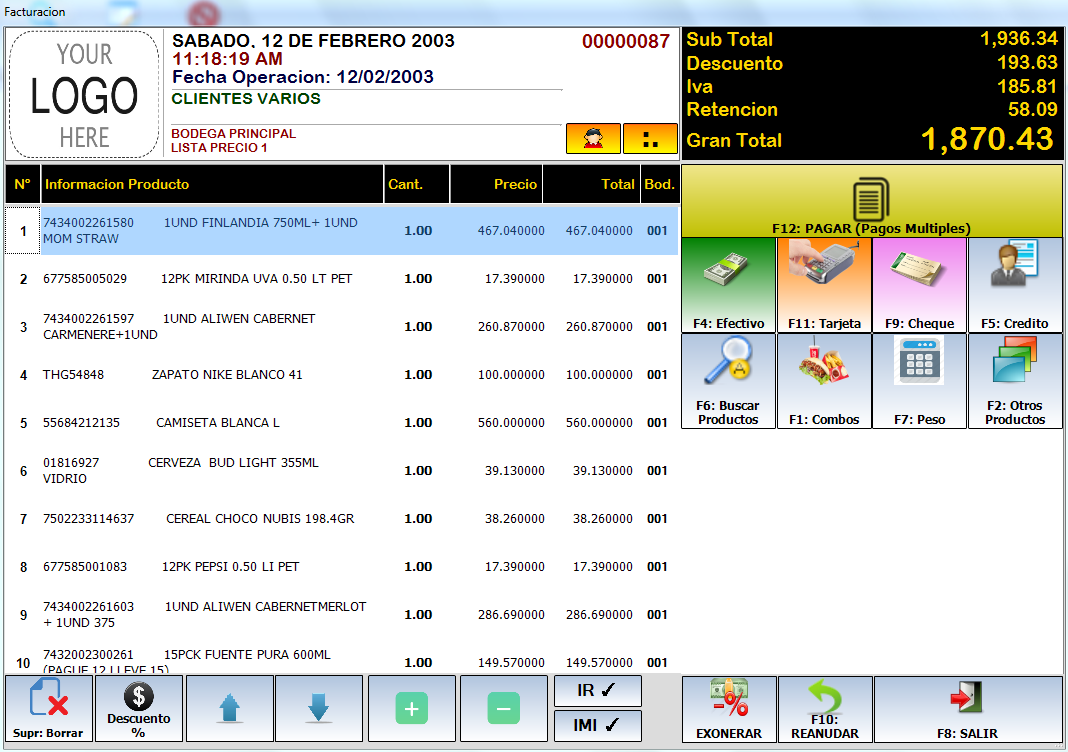 Facturacion
YOUR
LOGO
HERE
SABADO, 12 DE FEBRERO 2003
00000087
11:18:19 AM
Fecha Operacion: 12/02/2003
CLIENTES VARIOS
BODEGA PRINCIPAL
LISTA PRECIO 1
Sub Total 1,936.34
Descuento 193.63
Iva 185.81
Retencion 58.09
Gran Total 1,870.43
Nº Informacion Producto Cant. Precio Total Bod.
1 7434002261580 1UND FINLANDIA 750ML+ 1UND 1.00 467.040000 467.040000 001
MOM STRAW
2 677585005029 12PK MIRINDA UVA 0.50 LT PET 1.00 17.390000 17.390000 001
3 7434002261597 1UND ALIWEN CABERNET 1.00 260.870000 260.870000 001
CARMENERE+1UND
4 THG54848 ZAPATO NIKE BLANCO 41 1.00 100.000000 100.000000 001
5 55684212135 CAMISETA BLANCA L 1.00 560.000000 560.000000 001
6 01816927 CERVEZA BUD LIGHT 355ML 1.00 39.130000 39.130000 001
VIDRIO
7 7502233114637 CEREAL CHOCO NUBIS 198.4GR 1.00 38.260000 38.260000 001
8 677585001083 12PK PEPSI 0.50 LI PET 1.00 17.390000 17.390000 001
9 7434002261603 1UND ALIWEN CABERNETMERLOT 1.00 286.690000 286.690000 001
+ 1UND 375
10 7432002300261 15PCK FUENTE PURA 600ML 1.00 149.570000 149.570000 001
(PAGUE 12 LLEVE 15)
F12: PAGAR (Pagos Multiples)
F4: Efectivo
F11: Tarjeta
F9: Cheque
F5: Credito
F6: Buscar
Productos
F1: Combos
F7: Peso
F2: Otros
Productos
Supr: Borrar
Descuento
%
IR ✓
IMI ✓
EXONERAR
F10:
REANUDAR
F8: SALIR